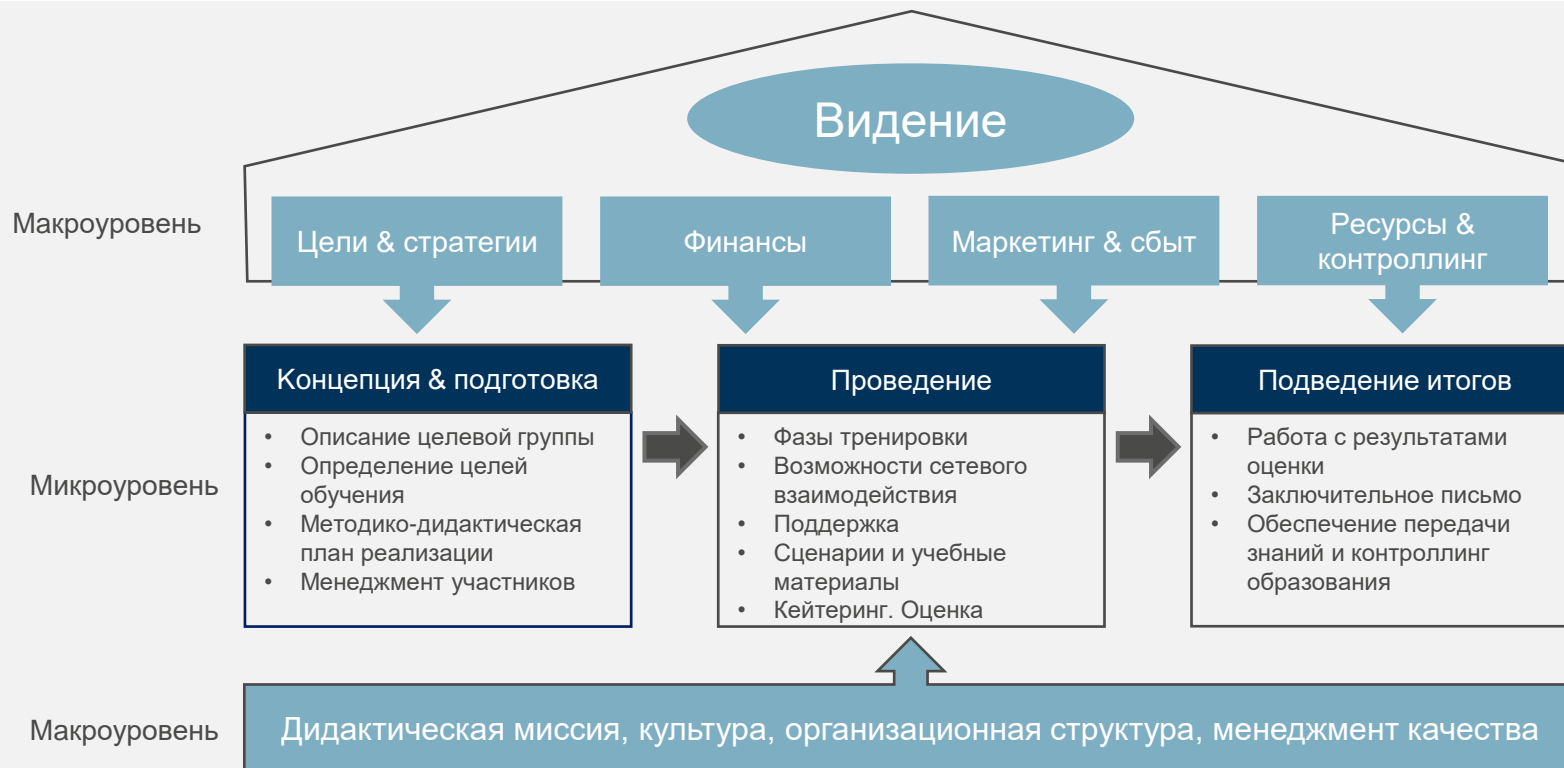 Видение
Макроуровень
Цели & стратегии
Финансы
Маркетинг & сбыт
Ресурсы &
контроллинг
Концепция & подготовка
Проведение
Подведение итогов
Микроуровень
• Описание целевой группы
• Определение целей
обучения
• Методико-дидактическая
план реализации
• Менеджмент участников
• Фазы тренировки
• Возможности сетевого
взаимодействия
• Поддержка
• Сценарии и учебные
материалы
• Кейтеринг. Оценка
• Работа с результатами
оценки
• Заключительное письмо
• Обеспечение передачи
знаний и контроллинг
образования
Макроуровень
Дидактическая миссия, культура, организационная структура, менеджмент качества